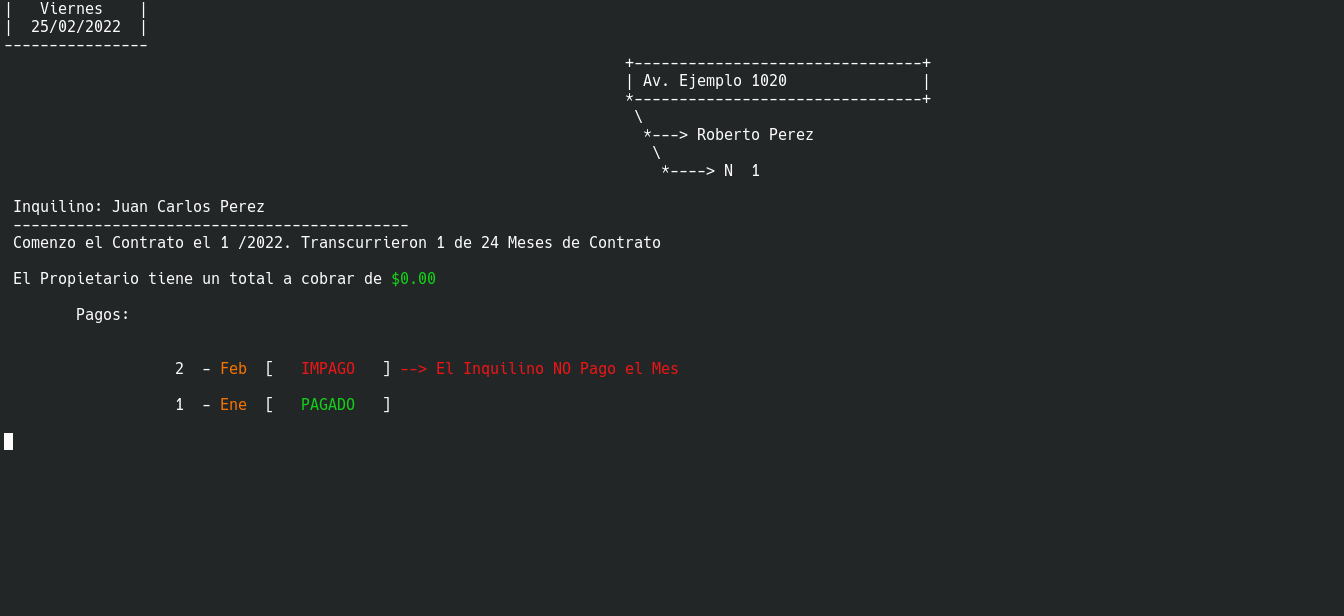 |   Viernes    |
|  25/02/2022  |
----------------
+--------------------------------+
| Av. Ejemplo 1020               |
*--------------------------------+
\
*---> Roberto Perez
\
*----> N  1
Inquilino: Juan Carlos Perez
--------------------------------------------
Comenzo el Contrato el 1 /2022. Transcurrieron 1 de 24 Meses de Contrato
El Propietario tiene un total a cobrar de $0.00
Pagos:
2  - Feb  [   IMPAGO   ] --> El Inquilino NO Pago el Mes
1  - Ene  [   PAGADO   ]